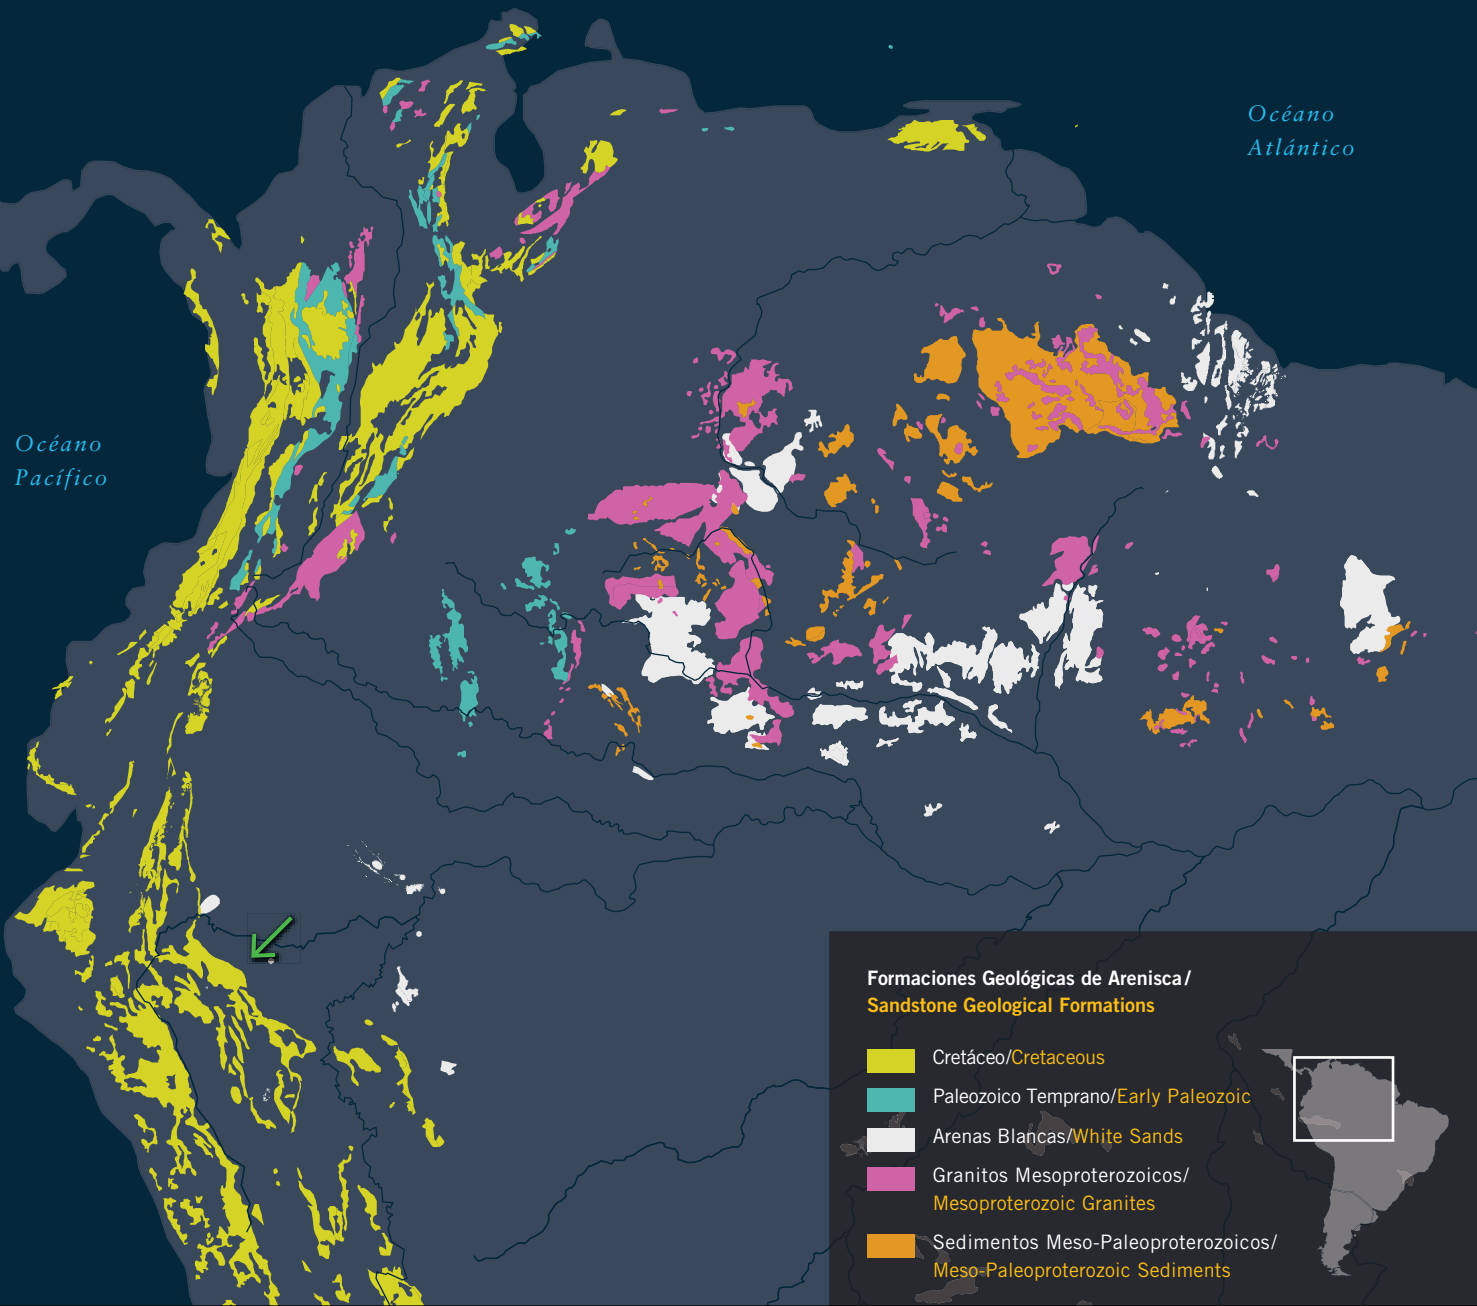 Océano
Atlántico
Océano
Pacífico
Formaciones Geológicas de Arenisca/
Sandstone Geological Formations
Cretáceo/Cretaceous
Paleozoico Temprano/Early Paleozoic
Arenas Blancas/White Sands
Granitos Mesoproterozoicos/
Mesoproterozoic Granites
Sedimentos Meso-Paleoproterozoicos/
Meso-Paleoproterozoic Sediments